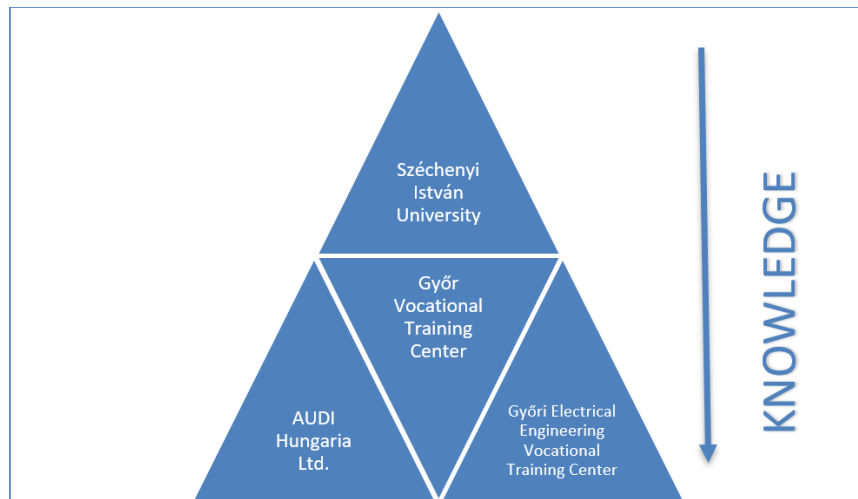 Széchenyi
István
University
Győr
Vocational
Training
Center
AUDI
Hungaria
Ltd.
Győri Electrical
Engineering
Vocational
Training Center
KNOWLEDGE